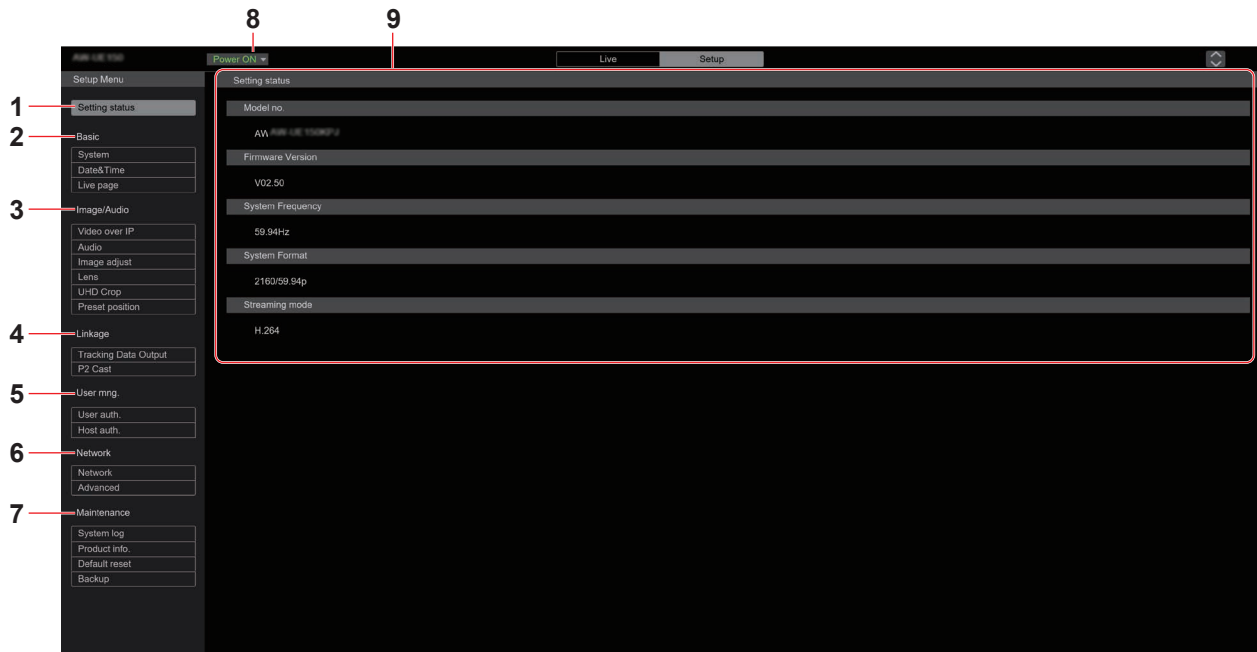 8 9
Power ON Live Setup
Setup Menu
Setting status
1 Setting status
Model no.
2 Basic
AW
System
Firmware Version
Date&Time
Live page
V02.50
3 Image/Audio
System Frequency
Video over IP
59.94Hz
Audio
System Format
Image adjust
Lens
2160/59.94p
UHD Crop
Preset position
Streaming mode
4 Linkage
H.264
Tracking Data Output
P2 Cast
5 User mng.
User auth.
Host auth.
6 Network
Network
Advanced
7 Maintenance
System log
Product info.
Default reset
Backup